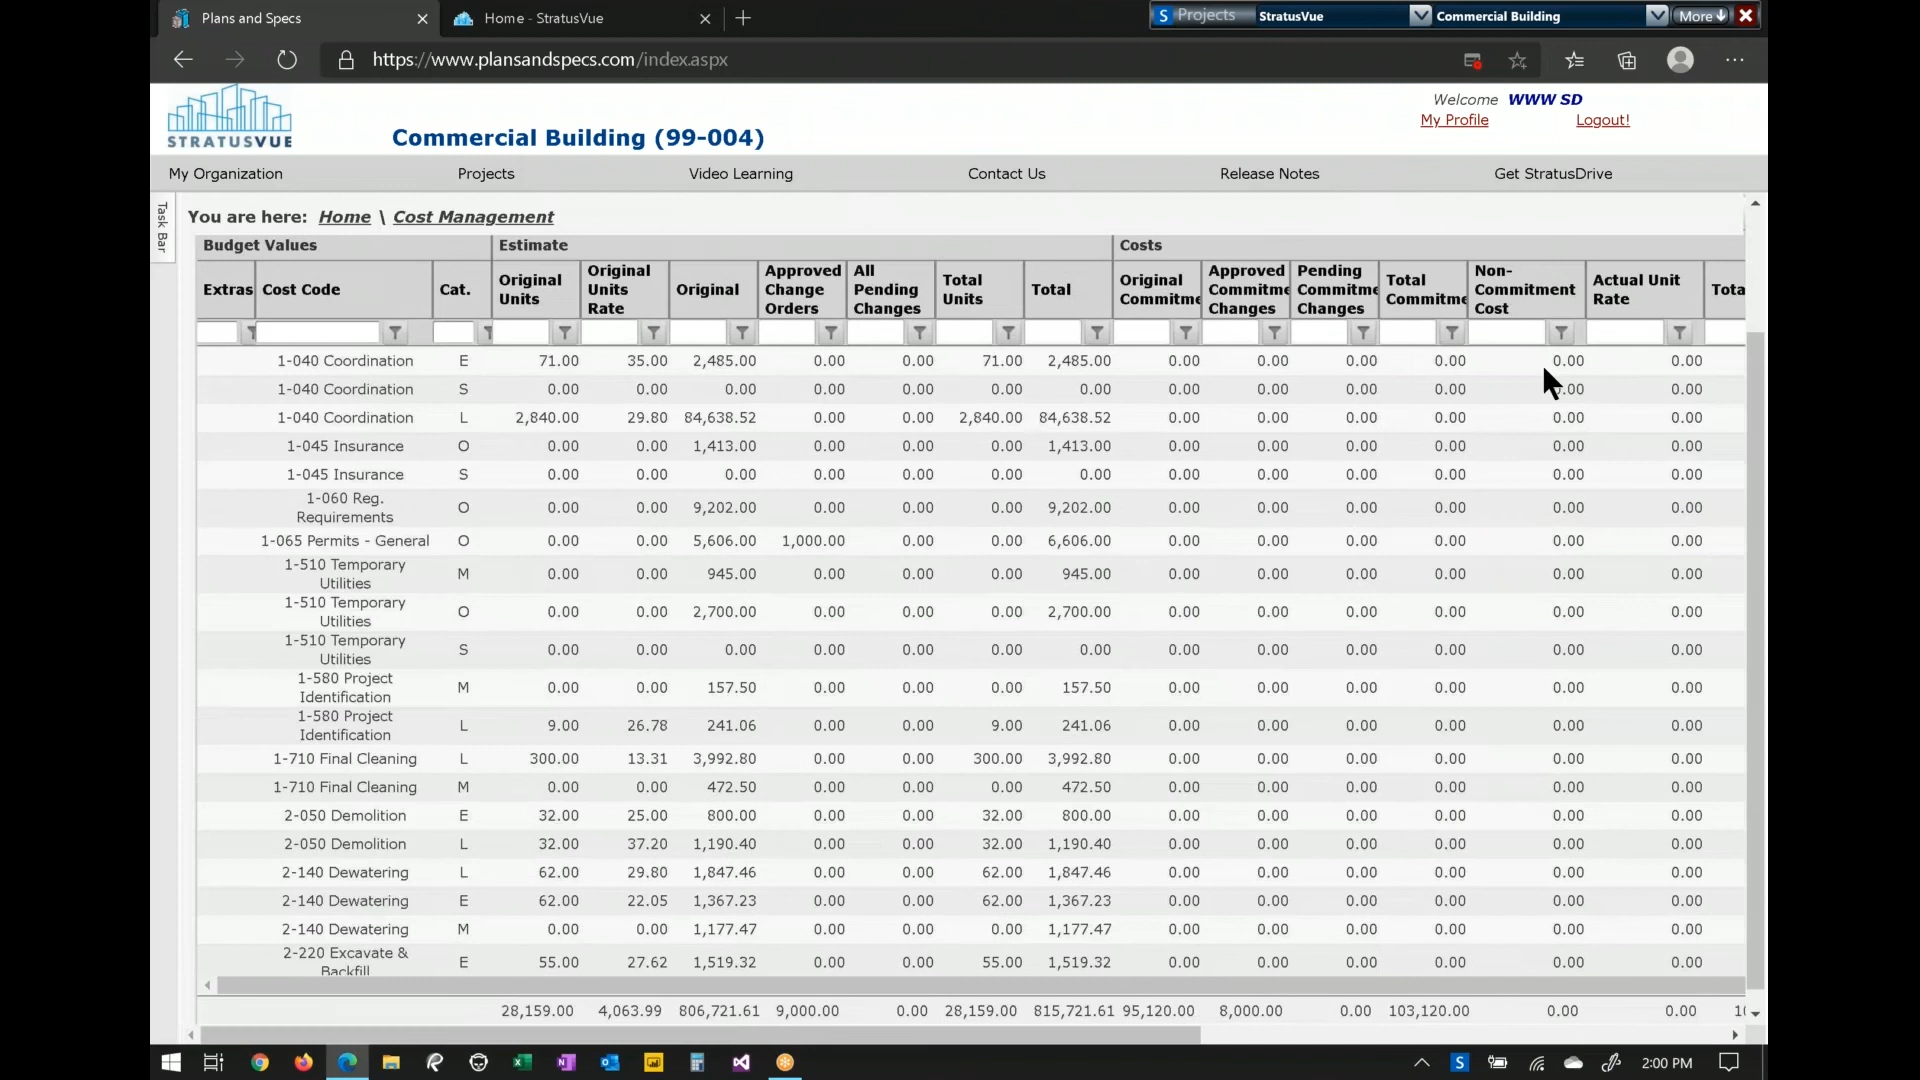 Plans and Specs
Home - StratusVue
S Projects StratusVue Commercial Building More
https://www.plansandspecs.com/index.aspx
STRATUSVUE
Commercial Building (99-004)
Welcome WWW SD
My Profile Logout!
My Organization Projects Video Learning Contact Us Release Notes Get StratusDrive
Task Bar
You are here: Home \ Cost Management
Budget Values Estimate Costs
Extras Cost Code Cat. Original Units Original Units Rate Original Approved Change Orders All Pending Changes Total Units Total Original Commitme Approved Commitme Changes Pending Commitme Changes Total Commitme Non-Commitment Cost Actual Unit Rate Tota
1-040 Coordination E 71.00 35.00 2,485.00 0.00 0.00 71.00 2,485.00 0.00 0.00 0.00 0.00 0.00 0.00
1-040 Coordination S 0.00 0.00 0.00 0.00 0.00 0.00 0.00 0.00 0.00 0.00 0.00 0.00 0.00
1-040 Coordination L 2,840.00 29.80 84,638.52 0.00 0.00 2,840.00 84,638.52 0.00 0.00 0.00 0.00 0.00 0.00
1-045 Insurance O 0.00 0.00 1,413.00 0.00 0.00 0.00 1,413.00 0.00 0.00 0.00 0.00 0.00 0.00
1-045 Insurance S 0.00 0.00 0.00 0.00 0.00 0.00 0.00 0.00 0.00 0.00 0.00 0.00 0.00
1-060 Reg. Requirements O 0.00 0.00 9,202.00 0.00 0.00 0.00 9,202.00 0.00 0.00 0.00 0.00 0.00 0.00
1-065 Permits - General O 0.00 0.00 5,606.00 1,000.00 0.00 0.00 6,606.00 0.00 0.00 0.00 0.00 0.00 0.00
1-510 Temporary Utilities M 0.00 0.00 945.00 0.00 0.00 0.00 945.00 0.00 0.00 0.00 0.00 0.00 0.00
1-510 Temporary Utilities O 0.00 0.00 2,700.00 0.00 0.00 0.00 2,700.00 0.00 0.00 0.00 0.00 0.00 0.00
1-510 Temporary Utilities S 0.00 0.00 0.00 0.00 0.00 0.00 0.00 0.00 0.00 0.00 0.00 0.00 0.00
1-580 Project Identification M 0.00 0.00 157.50 0.00 0.00 0.00 157.50 0.00 0.00 0.00 0.00 0.00 0.00
1-580 Project Identification L 9.00 26.78 241.06 0.00 0.00 9.00 241.06 0.00 0.00 0.00 0.00 0.00 0.00
1-710 Final Cleaning L 300.00 13.31 3,992.80 0.00 0.00 300.00 3,992.80 0.00 0.00 0.00 0.00 0.00 0.00
1-710 Final Cleaning M 0.00 0.00 472.50 0.00 0.00 0.00 472.50 0.00 0.00 0.00 0.00 0.00 0.00
2-050 Demolition E 32.00 25.00 800.00 0.00 0.00 32.00 800.00 0.00 0.00 0.00 0.00 0.00 0.00
2-050 Demolition L 32.00 37.20 1,190.40 0.00 0.00 32.00 1,190.40 0.00 0.00 0.00 0.00 0.00 0.00
2-140 Dewatering L 62.00 29.80 1,847.46 0.00 0.00 62.00 1,847.46 0.00 0.00 0.00 0.00 0.00 0.00
2-140 Dewatering E 62.00 22.05 1,367.23 0.00 0.00 62.00 1,367.23 0.00 0.00 0.00 0.00 0.00 0.00
2-140 Dewatering M 0.00 0.00 1,177.47 0.00 0.00 0.00 1,177.47 0.00 0.00 0.00 0.00 0.00 0.00
2-220 Excavate & Backfill E 55.00 27.62 1,519.32 0.00 0.00 55.00 1,519.32 0.00 0.00 0.00 0.00 0.00 0.00
28,159.00 4,063.99 806,721.61 9,000.00 0.00 28,159.00 815,721.61 95,120.00 8,000.00 0.00 103,120.00 0.00 0.00
2:00 PM